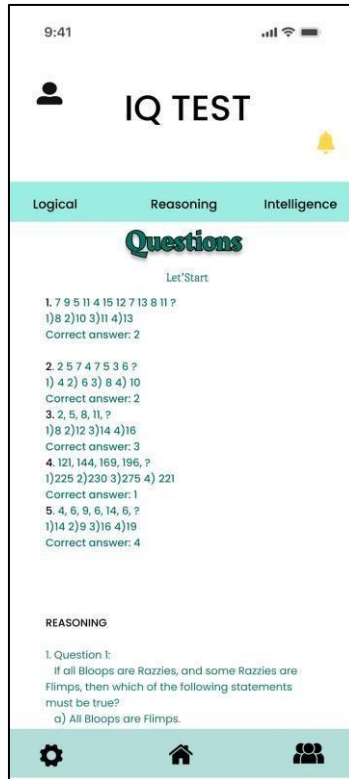 9:41
IQ TEST
Logical Reasoning Intelligence
Questions
Let'Start
1. 7 9 5 11 4 15 12 7 13 8 11 ?
1)8 2)10 3)11 4)13
Correct answer: 2
2. 2 5 7 4 7 5 3 6 ?
1) 4 2) 6 3) 8 4) 10
Correct answer: 2
3. 2, 5, 8, 11, ?
1)8 2)12 3)14 4)16
Correct answer: 3
4. 121, 144, 169, 196, ?
1)225 2)230 3)275 4) 221
Correct answer: 1
5. 4, 6, 9, 6, 14, 6, ?
1)14 2)9 3)16 4)19
Correct answer: 4
REASONING
1. Question 1:
If all Bloops are Razzies, and some Razzies are
Flimps, then which of the following statements
must be true?
a) All Bloops are Flimps.